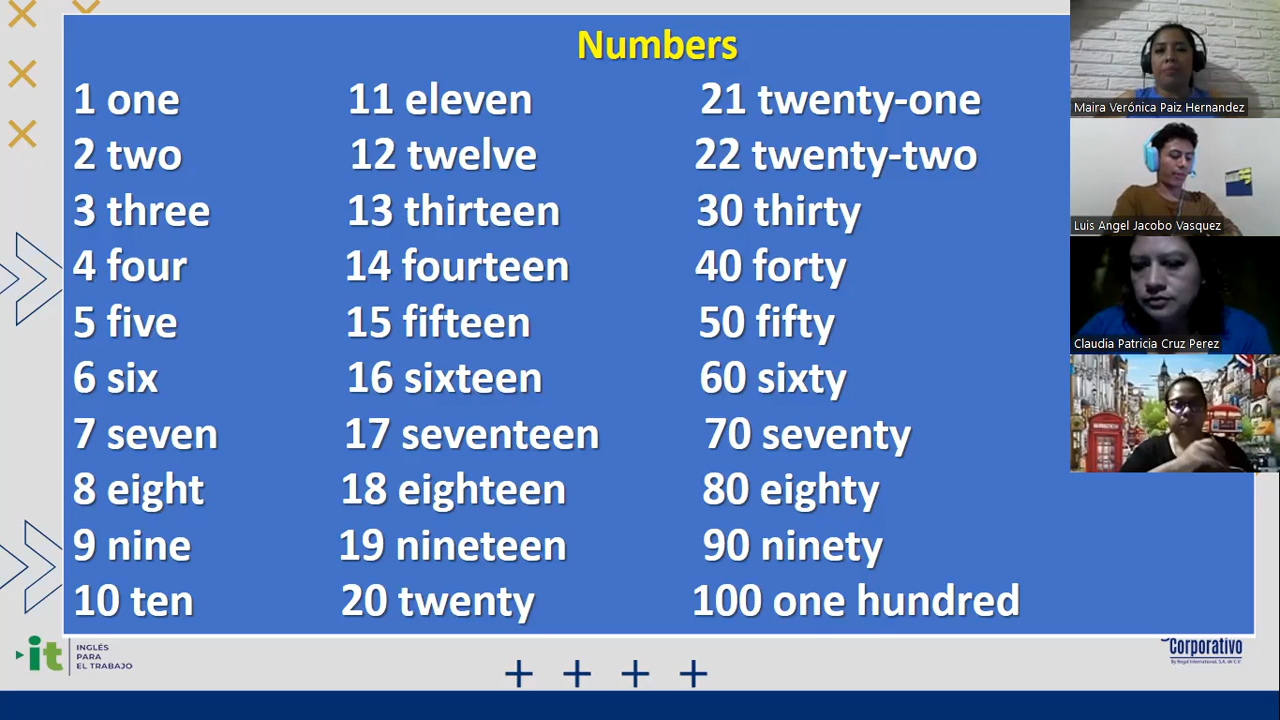 Numbers
1 one 11 eleven 21 twenty-one
2 two 12 twelve 22 twenty-two
3 three 13 thirteen 30 thirty
4 four 14 fourteen 40 forty
5 five 15 fifteen 50 fifty
6 six 16 sixteen 60 sixty
7 seven 17 seventeen 70 seventy
8 eight 18 eighteen 80 eighty
9 nine 19 nineteen 90 ninety
10 ten 20 twenty 100 one hundred
Maira Verónica Paiz Hernandez
Luis Angel Jacobo Vasquez
Claudia Patricia Cruz Perez
it
INGLÉS
PARA
EL TRABAJO
Corporativo
By Regal International, S.A. de C.V.